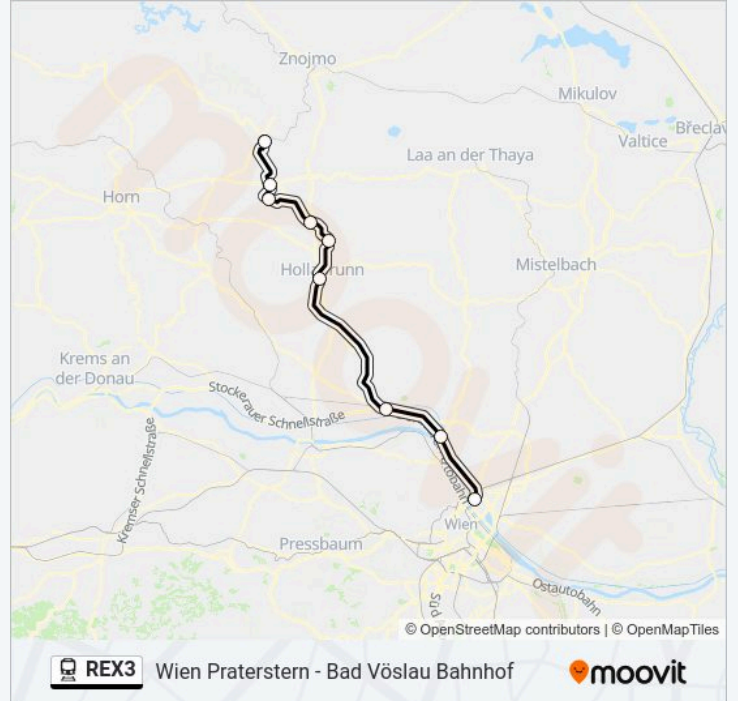 Znojmo
Mikulov
Břeclav
Valtice
Laa an der Thaya
Horn
Hollabrunn
Mistelbach
Krems an
der Donau
Stockerauer Schnellstraße
Kremser Schnellstraße
Wien
Pressbaum
Ostautobahn
© OpenStreetMap contributors | © OpenMapTiles
REX3 Wien Praterstern - Bad Vöslau Bahnhof
moovit